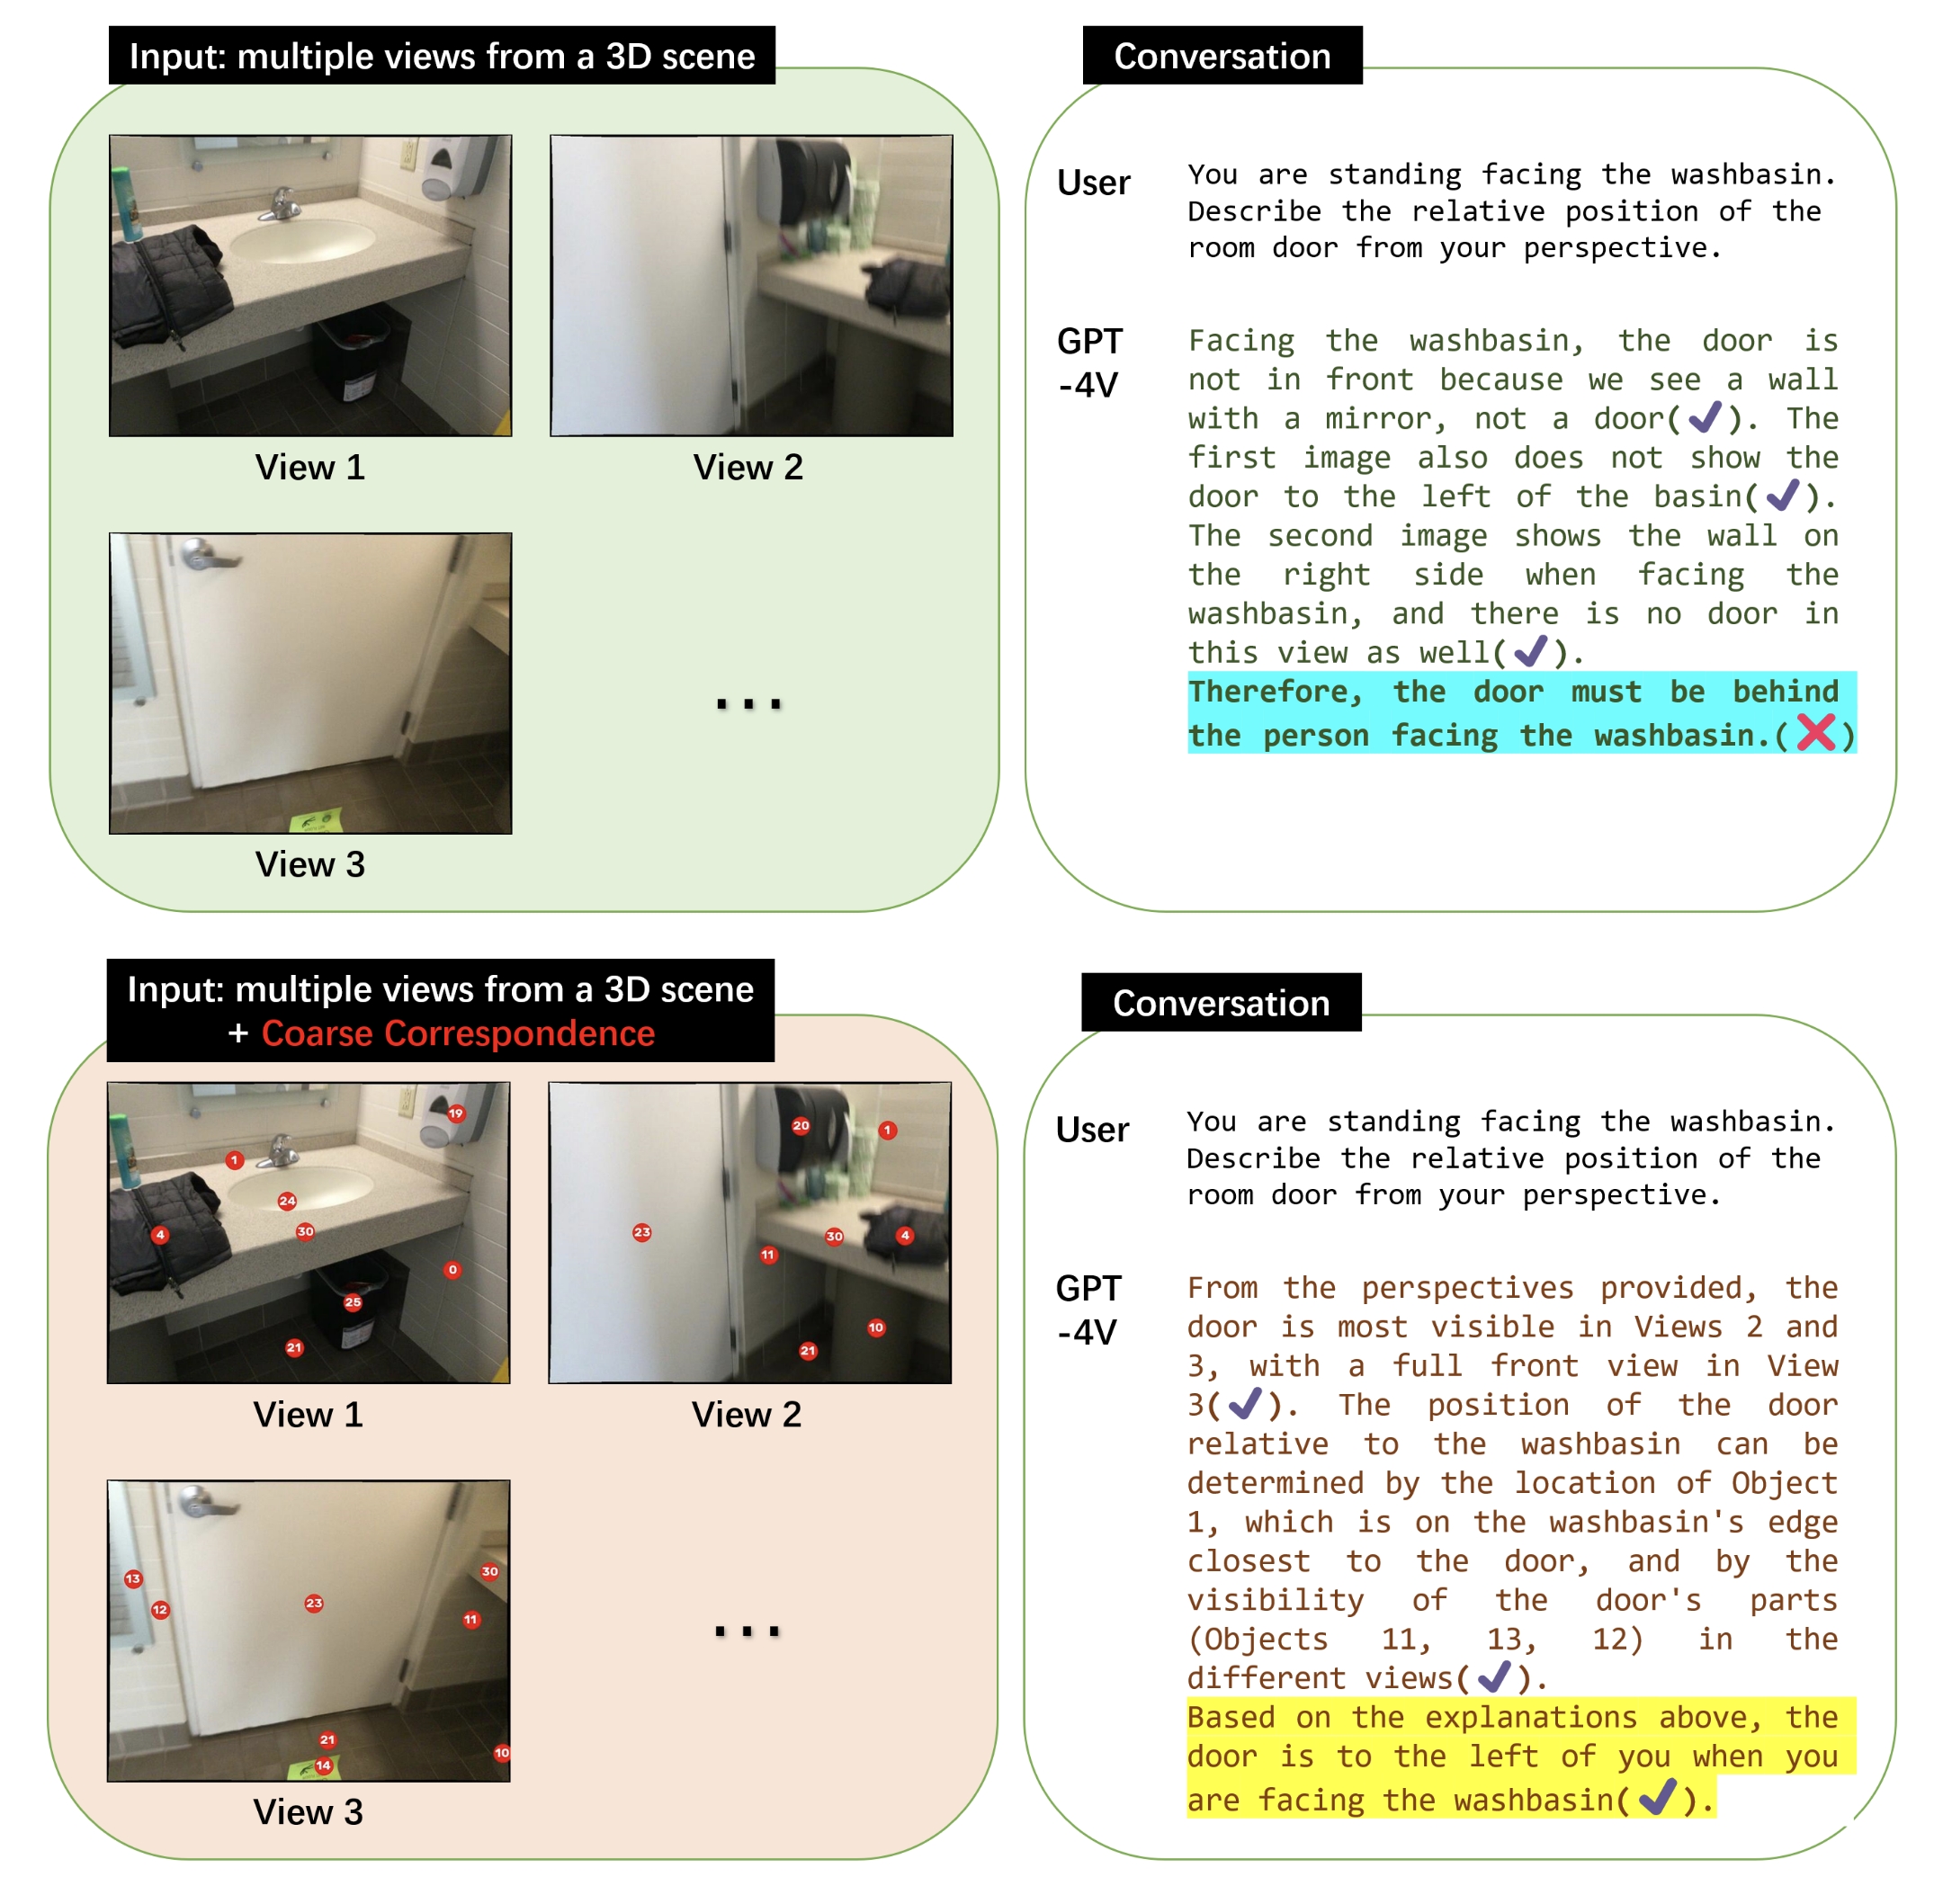 Input: multiple views from a 3D scene
View 1
View 2
View 3
...
Conversation
User
You are standing facing the washbasin.
Describe the relative position of the
room door from your perspective.
GPT
-4V
Facing the washbasin, the door is
not in front because we see a wall
with a mirror, not a door(✔). The
first image also does not show the
door to the left of the basin(✔).
The second image shows the wall on
the right side when facing the
washbasin, and there is no door in
this view as well(✔).
Therefore, the door must be behind
the person facing the washbasin.(❌)
Input: multiple views from a 3D scene
+ Coarse Correspondence
19
1
24
4
30
0
25
21
View 1
20
1
23
11
30
4
10
21
View 2
13
12
23
30
11
21
14
10
View 3
...
Conversation
User
You are standing facing the washbasin.
Describe the relative position of the
room door from your perspective.
GPT
-4V
From the perspectives provided, the
door is most visible in Views 2 and
3, with a full front view in View
3(✔). The position of the door
relative to the washbasin can be
determined by the location of Object
1, which is on the washbasin's edge
closest to the door, and by the
visibility of the door's parts
(Objects 11, 13, 12) in the
different views(✔).
Based on the explanations above, the
door is to the left of you when you
are facing the washbasin(✔).